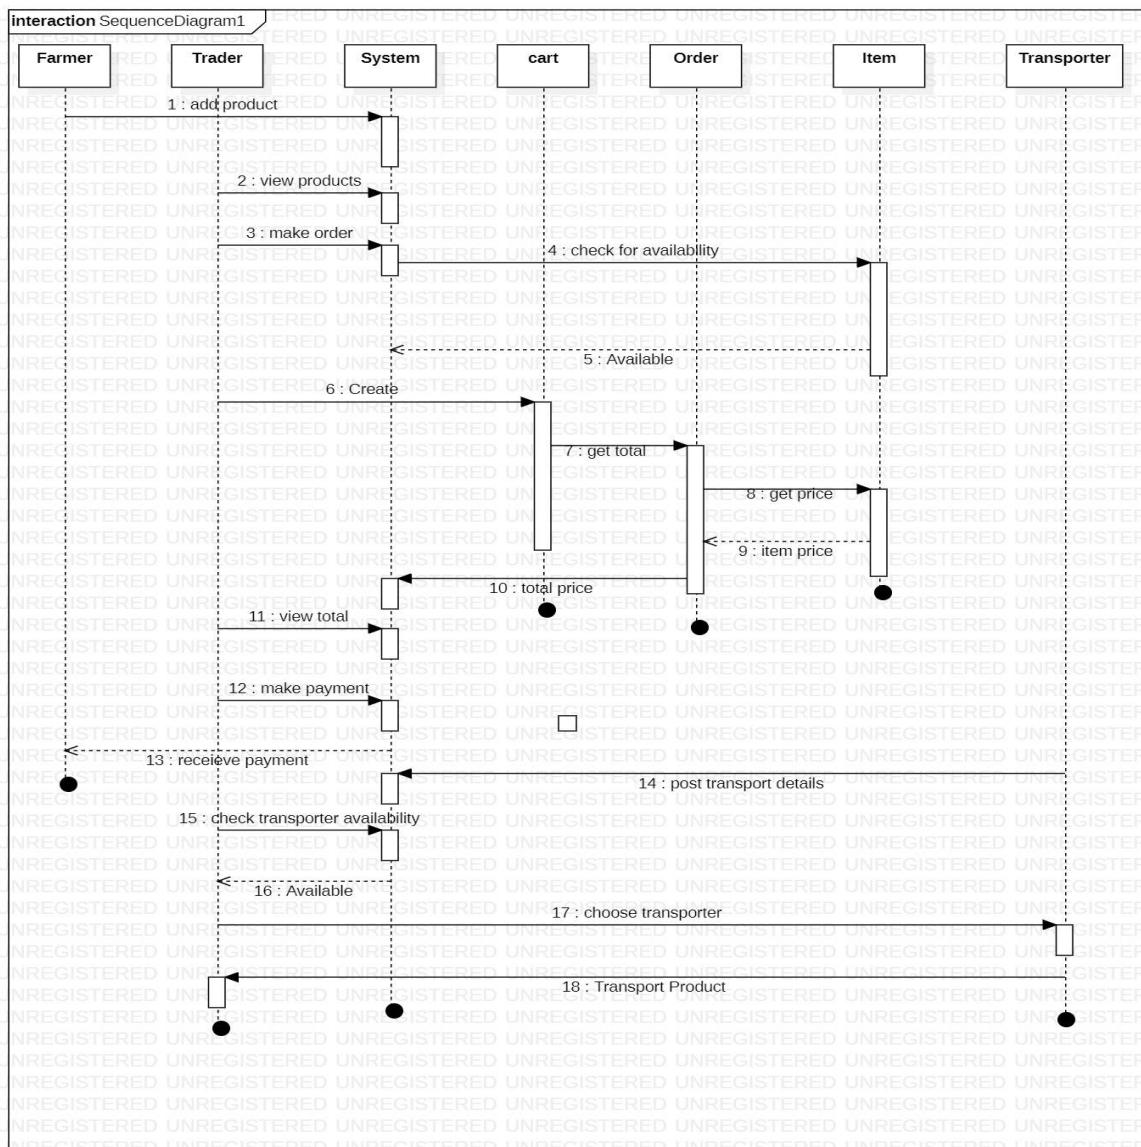 interaction SequenceDiagram1
Farmer Trader System cart Order Item Transporter
1 : add product
2 : view products
3 : make order
4 : check for availability
5 : Available
6 : Create
7 : get total
8 : get price
9 : item price
10 : total price
11 : view total
12 : make payment
13 : receieve payment
14 : post transport details
15 : check transporter availability
16 : Available
17 : choose transporter
18 : Transport Product
UNREGISTERED